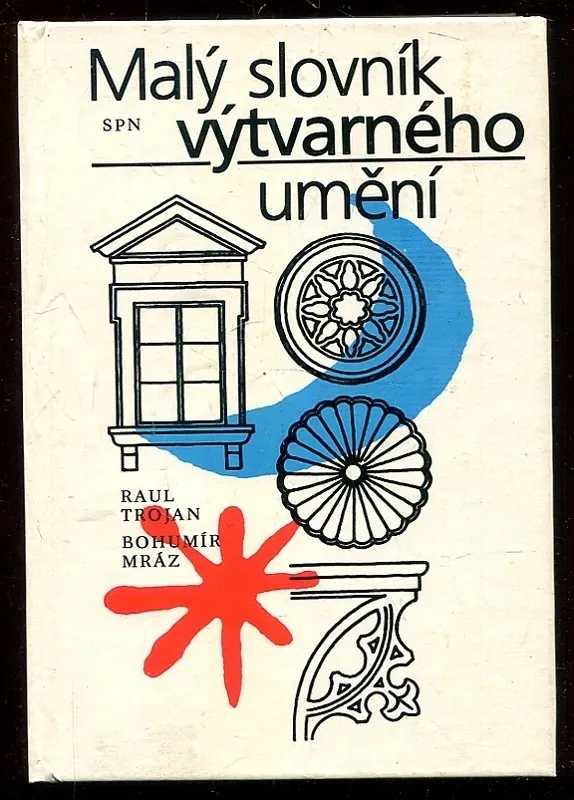 Malý slovník
SPN výtvarného
umění
RAUL
TROJAN
BOHUMÍR
MRÁZ